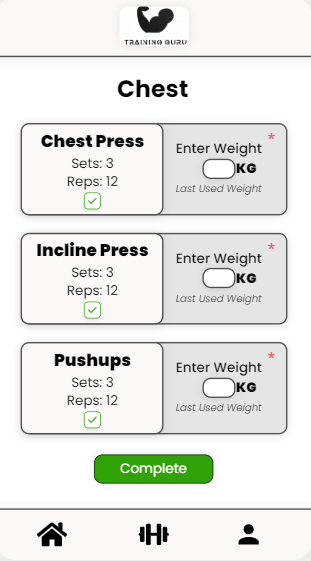 TRAINING GURU
Chest
Chest Press
Sets: 3
Reps: 12
Enter Weight *
KG
Last Used Weight
Incline Press
Sets: 3
Reps: 12
Enter Weight *
KG
Last Used Weight
Pushups
Sets: 3
Reps: 12
Enter Weight *
KG
Last Used Weight
Complete